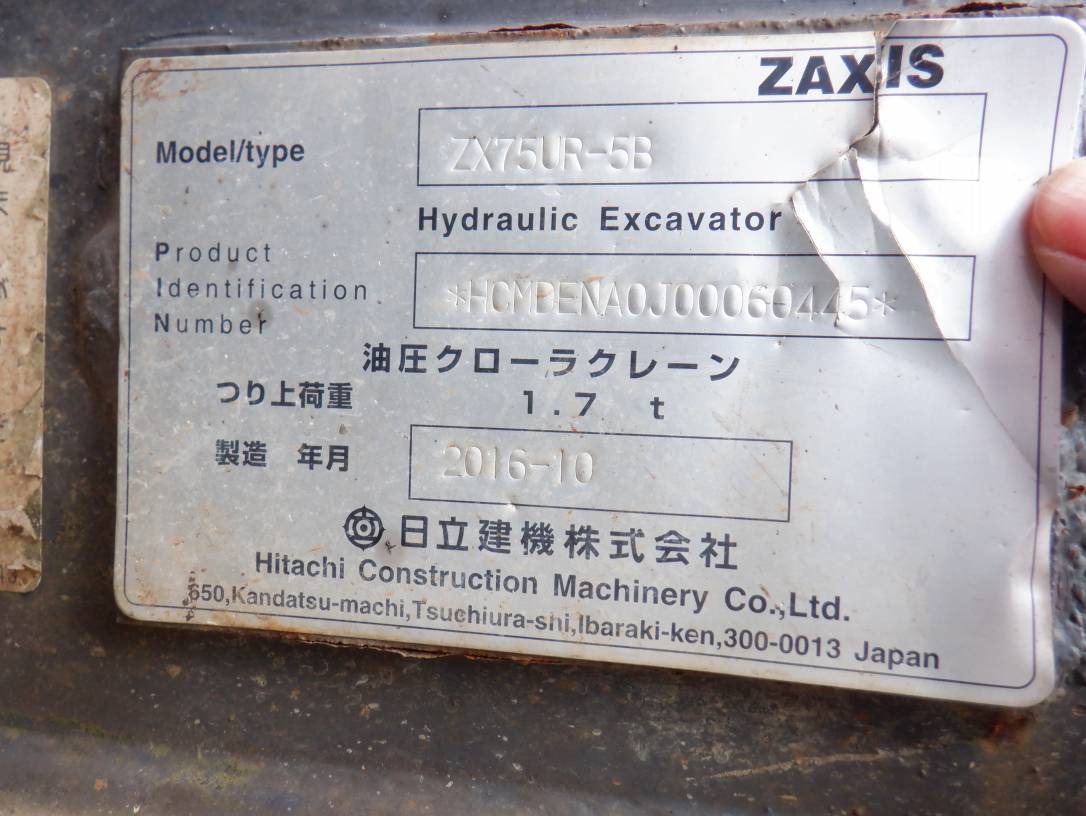 ZAXIS
Model/type ZX75UR-5B
Hydraulic Excavator
Product
Identification
Number
*HCMDENA0J00060445*
油圧クローラクレーン
つり上荷重 1.7 t
製造 年月 2016-10
日立建機株式会社
Hitachi Construction Machinery Co.,Ltd.
650,Kandatsu-machi,Tsuchiura-shi,Ibaraki-ken,300-0013 Japan